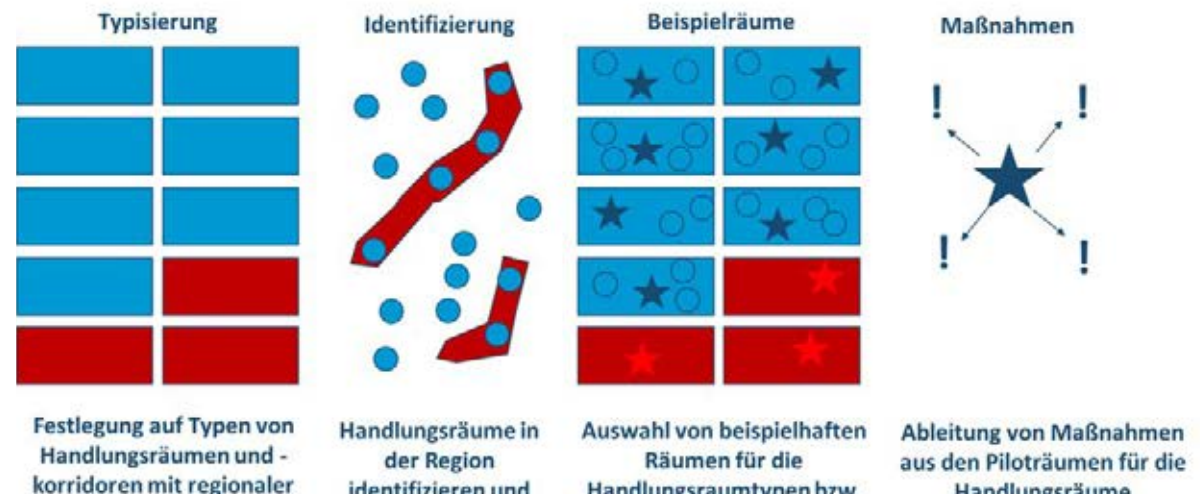 Typisierung
Identifizierung
Beispielräume
Maßnahmen
!
!
!
!
Festlegung auf Typen von
Handlungsräumen und -
korridoren mit regionaler
Handlungsräume in
der Region
identifizieren und
Auswahl von beispielhaften
Räumen für die
Handlungsraumtypen bzw
Ableitung von Maßnahmen
aus den Piloträumen für die
Handlungsräume